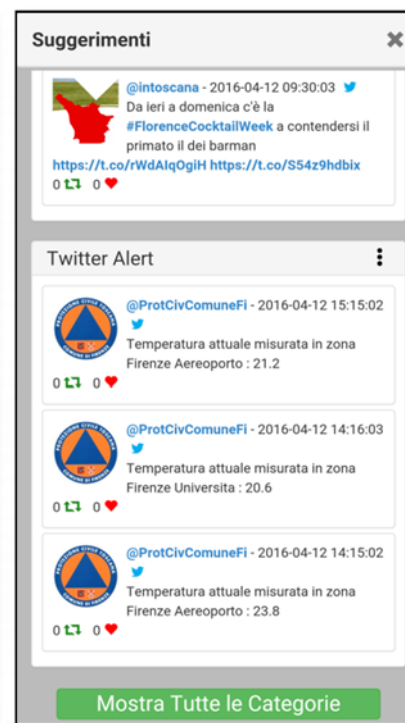 Suggerimenti
@intoscana - 2016-04-12 09:30:03
Da ieri a domenica c'è la
#FlorenceCocktailWeek a contendersi il
primato il dei barman
https://t.co/rWdAIqOgiH https://t.co/S54z9hdbix
0 0
Twitter Alert
@ProtCivComuneFi - 2016-04-12 15:15:02
Temperatura attuale misurata in zona
Firenze Aereoporto : 21.2
0 0
@ProtCivComuneFi - 2016-04-12 14:16:03
Temperatura attuale misurata in zona
Firenze Universita : 20.6
0 0
@ProtCivComuneFi - 2016-04-12 14:15:02
Temperatura attuale misurata in zona
Firenze Aereoporto : 23.8
0 0
Mostra Tutte le Categorie